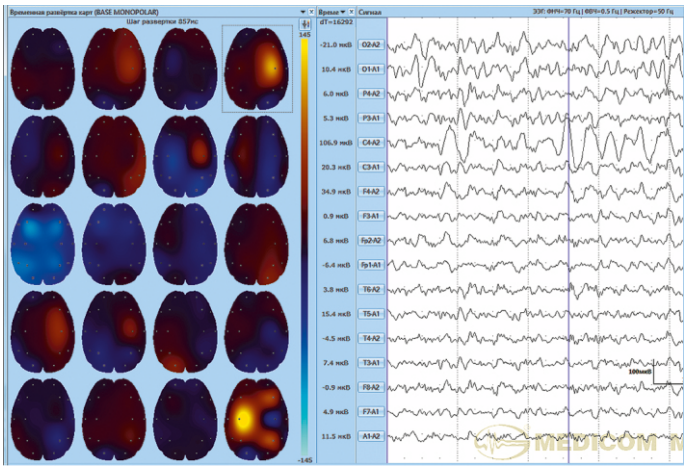 Временная развёртка карт (BASE MONOPOLAR)
Шаг развертки 857мс
145
-145
Время
Сигнал
ЭЭГ: ФНЧ=70 Гц | ФВЧ=0.5 Гц | Режектор=50 Гц
dT=16292
-21.0 мкВ O2-A2
10.4 мкВ O1-A1
6.0 мкВ P4-A2
5.3 мкВ P3-A1
106.9 мкВ C4-A2
20.3 мкВ C3-A1
34.9 мкВ F4-A2
0.9 мкВ F3-A1
6.8 мкВ Fp2-A2
-6.4 мкВ Fp1-A1
3.8 мкВ T6-A2
15.4 мкВ T5-A1
-4.5 мкВ T4-A2
7.4 мкВ T3-A1
100мкВ
-0.9 мкВ F8-A2
4.9 мкВ F7-A1
11.5 мкВ A1-A2
MEDICOM M